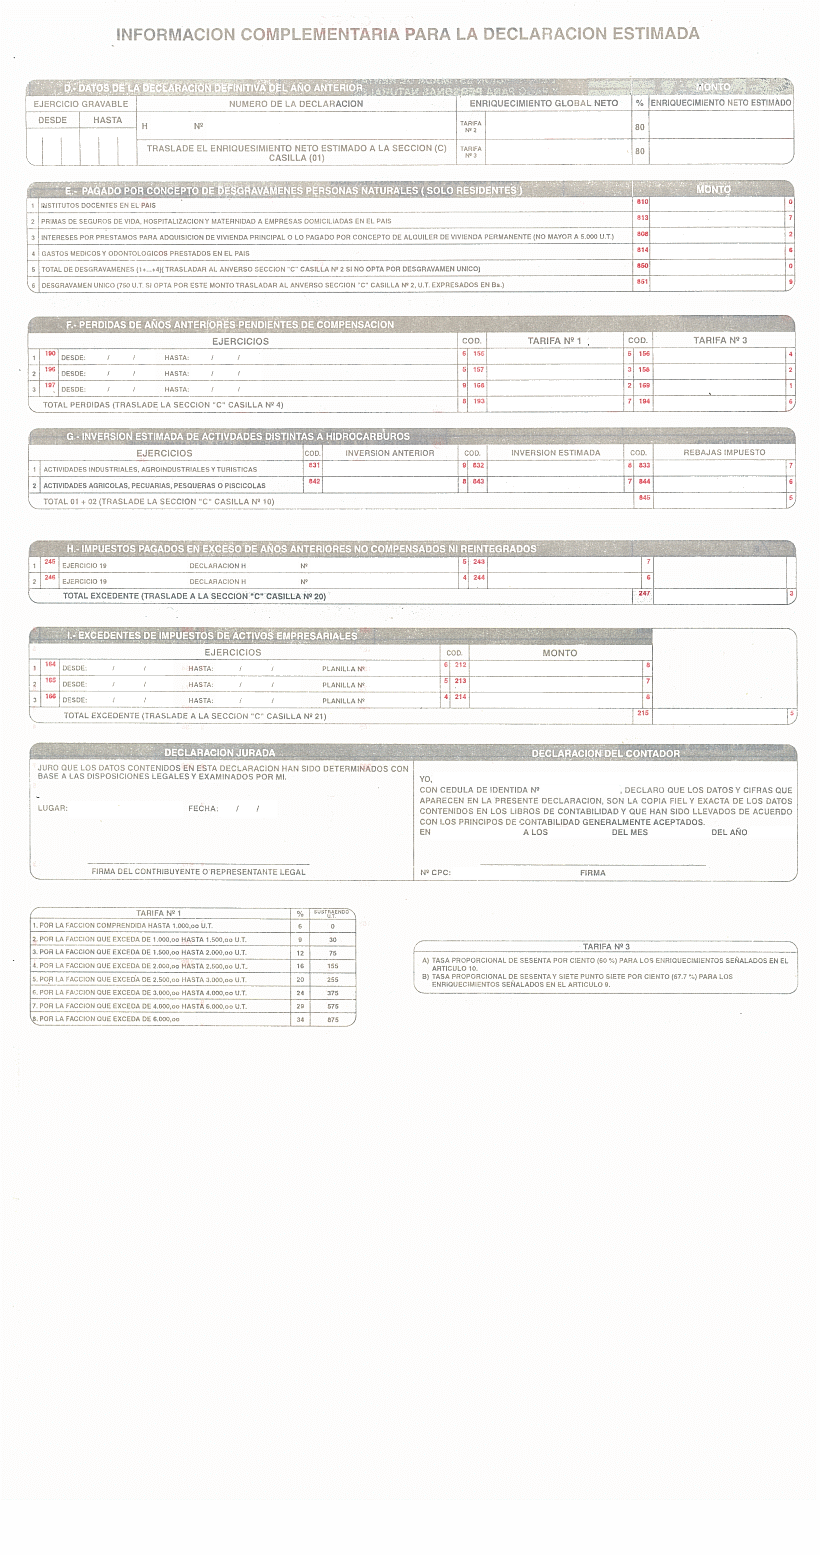 INFORMACION COMPLEMENTARIA PARA LA DECLARACION ESTIMADA
D.- DATOS DE LA DECLARACION DEFINITIVA DEL AÑO ANTERIOR MONTO
EJERCICIO GRAVABLE NUMERO DE LA DECLARACION ENRIQUECIMIENTO GLOBAL NETO % ENRIQUECIMIENTO NETO ESTIMADO
DESDE HASTA H Nº TARIFA Nº 2 80
TRASLADE EL ENRIQUESIMIENTO NETO ESTIMADO A LA SECCION (C) CASILLA (01) TARIFA Nº 3 80
E.- PAGADO POR CONCEPTO DE DESGRAVAMENES PERSONAS NATURALES ( SOLO RESIDENTES ) MONTO
1 INSTITUTOS DOCENTES EN EL PAIS 810 0
2 PRIMAS DE SEGUROS DE VIDA, HOSPITALIZACION Y MATERNIDAD A EMPRESAS DOMICILIADAS EN EL PAIS 813 7
3 INTERESES POR PRESTAMOS PARA ADQUISICION DE VIVIENDA PRINCIPAL O LO PAGADO POR CONCEPTO DE ALQUILER DE VIVIENDA PERMANENTE (NO MAYOR A 5.000 U.T.) 808 2
4 GASTOS MEDICOS Y ODONTOLOGICOS PRESTADOS EN EL PAIS 814 6
5 TOTAL DE DESGRAVAMENES (1+...+4)( TRASLADAR AL ANVERSO SECCION "C" CASILLA Nº 2 SI NO OPTA POR DESGRAVAMEN UNICO) 850 0
6 DESGRAVAMEN UNICO (750 U.T. SI OPTA POR ESTE MONTO TRASLADAR AL ANVERSO SECCION "C" CASILLA Nº 2, U.T. EXPRESADOS EN Bs.) 851 9
F.- PERDIDAS DE AÑOS ANTERIORES PENDIENTES DE COMPENSACION
EJERCICIOS COD. TARIFA Nº 1 COD. TARIFA Nº 3
1 190 DESDE: / / HASTA: / / 6 155 5 156 4
2 196 DESDE: / / HASTA: / / 5 157 3 158 2
3 197 DESDE: / / HASTA: / / 9 168 2 169 1
TOTAL PERDIDAS (TRASLADE LA SECCION "C" CASILLA Nº 4) 8 193 7 194 6
G - INVERSION ESTIMADA DE ACTIVDADES DISTINTAS A HIDROCARBUROS
EJERCICIOS COD. INVERSION ANTERIOR COD. INVERSION ESTIMADA COD. REBAJAS IMPUESTO
1 ACTIVIDADES INDUSTRIALES, AGROINDUSTRIALES Y TURISTICAS 831 9 832 8 833 7
2 ACTIVIDADES AGRICOLAS, PECUARIAS, PESQUERAS O PISCICOLAS 842 8 843 7 844 6
TOTAL 01 + 02 (TRASLADE LA SECCION "C" CASILLA Nº 10) 845 5
H.- IMPUESTOS PAGADOS EN EXCESO DE AÑOS ANTERIORES NO COMPENSADOS NI REINTEGRADOS
1 245 EJERCICIO 19 DECLARACION H Nº 5 243 7
2 246 EJERCICIO 19 DECLARACION H Nº 4 244 6
TOTAL EXCEDENTE (TRASLADE A LA SECCION "C" CASILLA Nº 20) 247 3
I.- EXCEDENTES DE IMPUESTOS DE ACTIVOS EMPRESARIALES
EJERCICIOS COD. MONTO
1 164 DESDE: / / HASTA: / / PLANILLA Nº 6 212 8
2 165 DESDE: / / HASTA: / / PLANILLA Nº 5 213 7
3 166 DESDE: / / HASTA: / / PLANILLA Nº 4 214 6
TOTAL EXCEDENTE (TRASLADE A LA SECCION "C" CASILLA Nº 21) 215 5
DECLARACION JURADA
JURO QUE LOS DATOS CONTENIDOS EN ESTA DECLARACION HAN SIDO DETERMINADOS CON
BASE A LAS DISPOSICIONES LEGALES Y EXAMINADOS POR MI.
LUGAR: FECHA: / /
FIRMA DEL CONTRIBUYENTE O REPRESENTANTE LEGAL
DECLARACION DEL CONTADOR
YO,
CON CEDULA DE IDENTIDA Nº , DECLARO QUE LOS DATOS Y CIFRAS QUE
APARECEN EN LA PRESENTE DECLARACION, SON LA COPIA FIEL Y EXACTA DE LOS DATOS
CONTENIDOS EN LOS LIBROS DE CONTABILIDAD Y QUE HAN SIDO LLEVADOS DE ACUERDO
CON LOS PRINCIPOS DE CONTABILIDAD GENERALMENTE ACEPTADOS.
EN A LOS DEL MES DEL AÑO
Nº CPC: FIRMA
TARIFA Nº 1 % SUSTRAENDO U.T.
1. POR LA FACCION COMPRENDIDA HASTA 1.000,oo U.T. 6 0
2. POR LA FACCION QUE EXCEDA DE 1.000,oo HASTA 1.500,oo U.T. 9 30
3. POR LA FACCION QUE EXCEDA DE 1.500,oo HASTA 2.000,oo U.T. 12 75
4. POR LA FACCION QUE EXCEDA DE 2.000,oo HASTA 2.500,oo U.T. 16 155
5. POR LA FACCION QUE EXCEDA DE 2.500,oo HASTA 3.000,oo U.T. 20 255
6. POR LA FACCION QUE EXCEDA DE 3.000,oo HASTA 4.000,oo U.T. 24 375
7. POR LA FACCION QUE EXCEDA DE 4.000,oo HASTA 6.000,oo U.T. 29 575
8. POR LA FACCION QUE EXCEDA DE 6.000,oo 34 875
TARIFA Nº 3
A) TASA PROPORCIONAL DE SESENTA POR CIENTO (60 %) PARA LOS ENRIQUECIMIENTOS SEÑALADOS EN EL
ARTICULO 10.
B) TASA PROPORCIONAL DE SESENTA Y SIETE PUNTO SIETE POR CIENTO (67.7 %) PARA LOS
ENRIQUECIMIENTOS SEÑALADOS EN EL ARTICULO 9.